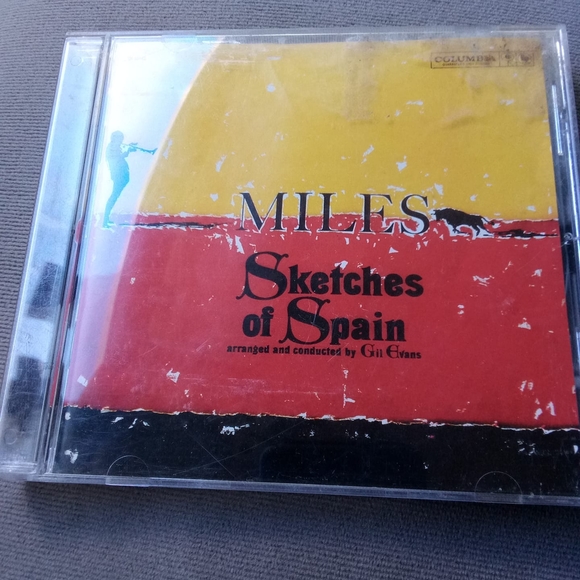 COLUMBIA
MILES
Sketches
of Spain
arranged and conducted by Gil Evans